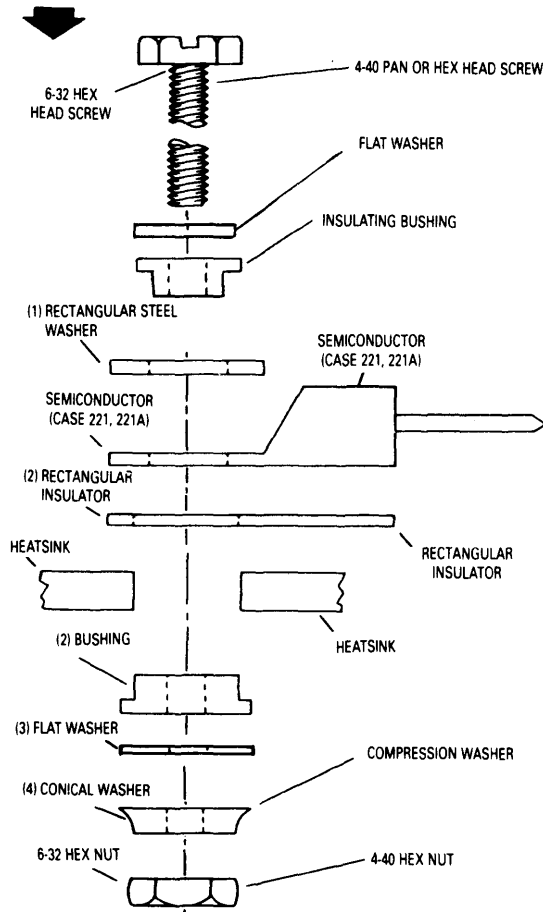 6-32 HEX
HEAD SCREW
4-40 PAN OR HEX HEAD SCREW
FLAT WASHER
INSULATING BUSHING
(1) RECTANGULAR STEEL
WASHER
SEMICONDUCTOR
(CASE 221, 221A)
SEMICONDUCTOR
(CASE 221, 221A)
(2) RECTANGULAR
INSULATOR
RECTANGULAR
INSULATOR
HEATSINK
HEATSINK
(2) BUSHING
(3) FLAT WASHER
COMPRESSION WASHER
(4) CONICAL WASHER
6-32 HEX NUT
4-40 HEX NUT